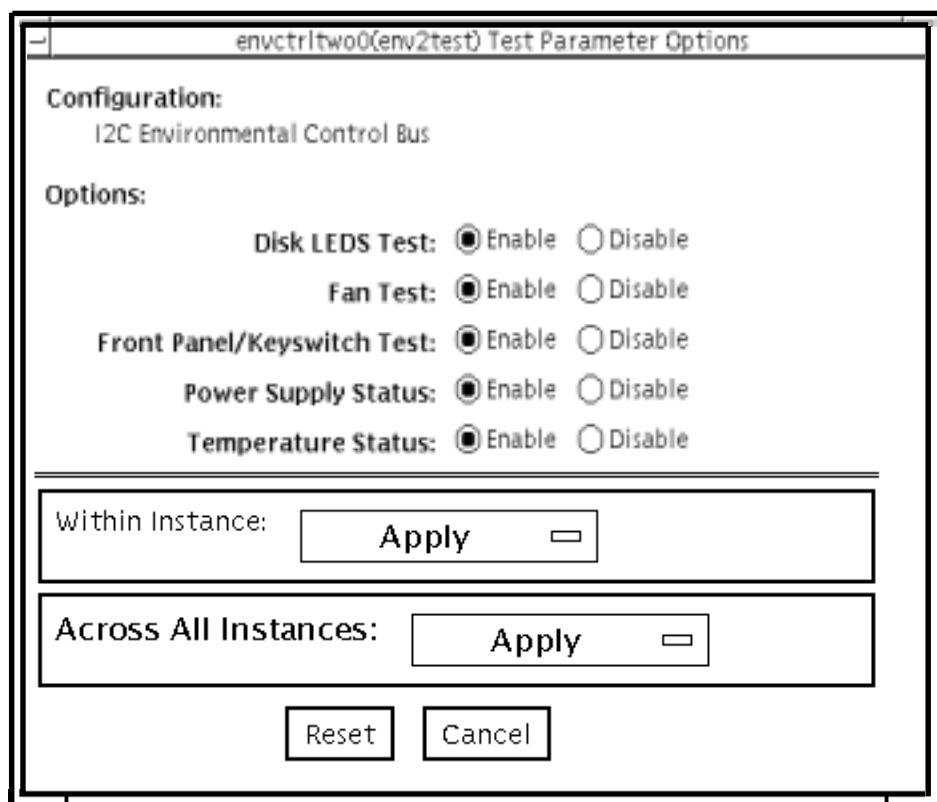 envctrltwo0(env2test) Test Parameter Options
Configuration:
I2C Environmental Control Bus
Options:
Disk LEDS Test: Enable Disable
Fan Test: Enable Disable
Front Panel/Keyswitch Test: Enable Disable
Power Supply Status: Enable Disable
Temperature Status: Enable Disable
Within Instance: Apply
Across All Instances: Apply
Reset Cancel